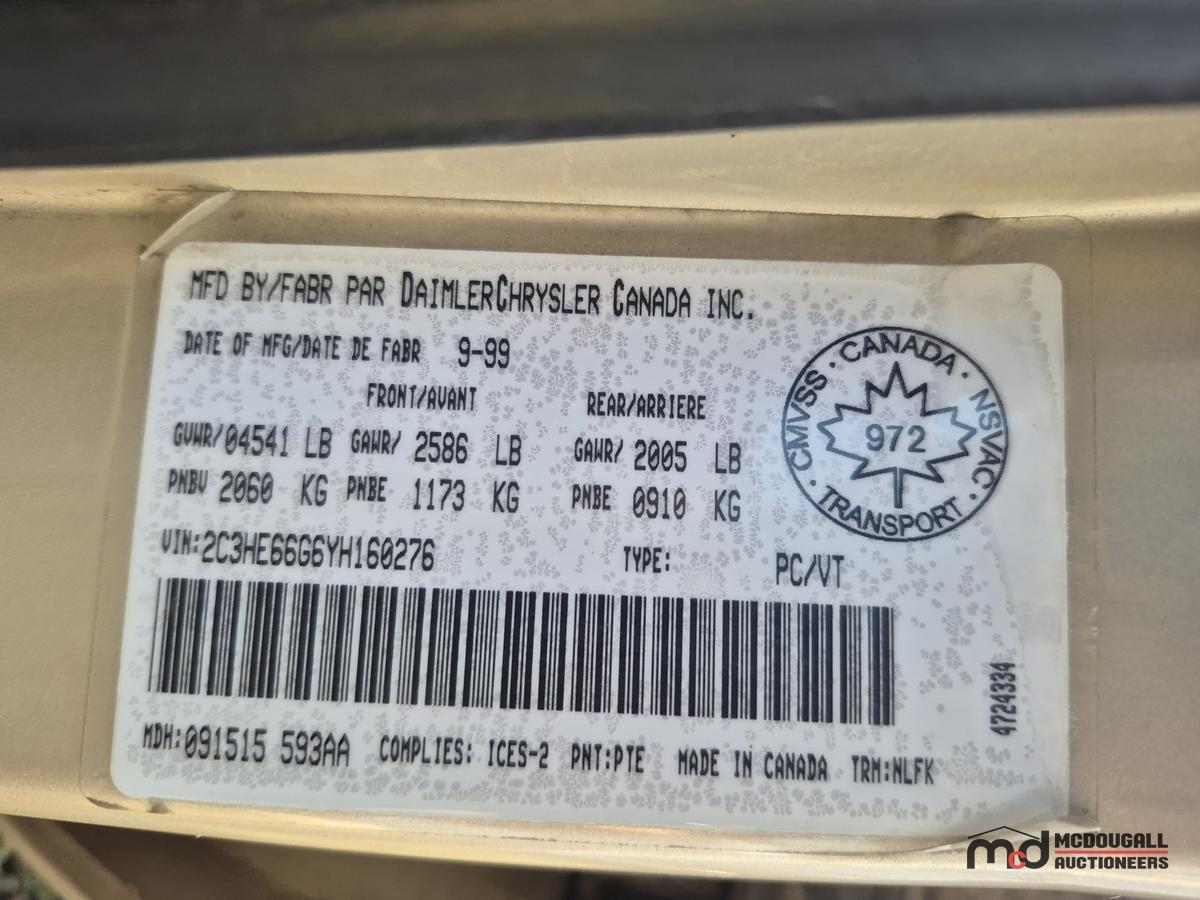 MFD BY/FABR PAR DAIMLERCHRYSLER CANADA INC.
DATE OF MFG/DATE DE FABR 9-99
FRONT/AVANT REAR/ARRIERE
GVWR/04541 LB GAWR/ 2586 LB GAWR/ 2005 LB
PNBV 2060 KG PNBE 1173 KG PNBE 0910 KG
CMVSS · CANADA · NSVAC · TRANSPORT ·
972
VIN:2C3HE66G6YH160276 TYPE: PC/VT
4724334
MDH:091515 593AA COMPLIES: ICES-2 PNT:PTE MADE IN CANADA TRM:NLFK
mcd MCDOUGALL
AUCTIONEERS